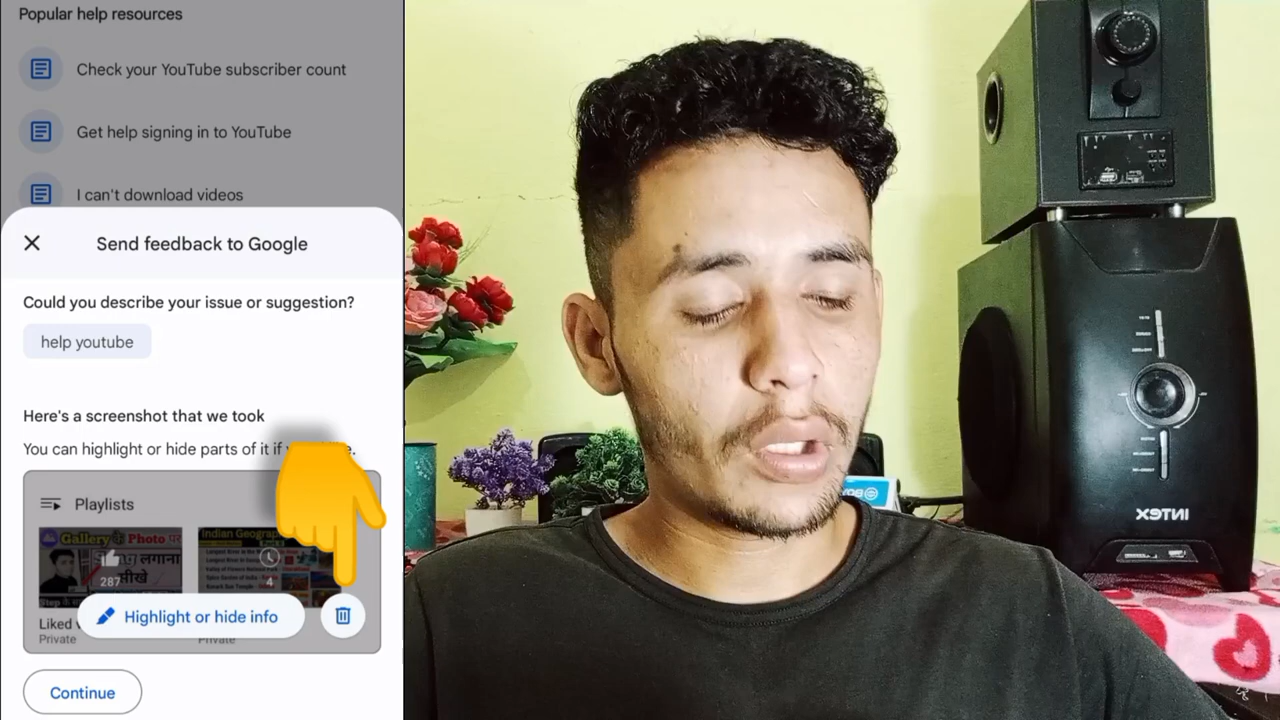 Popular help resources
Check your YouTube subscriber count
Get help signing in to YouTube
I can't download videos
Send feedback to Google
Could you describe your issue or suggestion?
help youtube
Here's a screenshot that we took
You can highlight or hide parts of it if
Playlists
Gallery Photo पर
लगाना
सीखे
287
Step
Indian
4
Highlight or hide info
Liked
Private
Private
Continue
INTEX